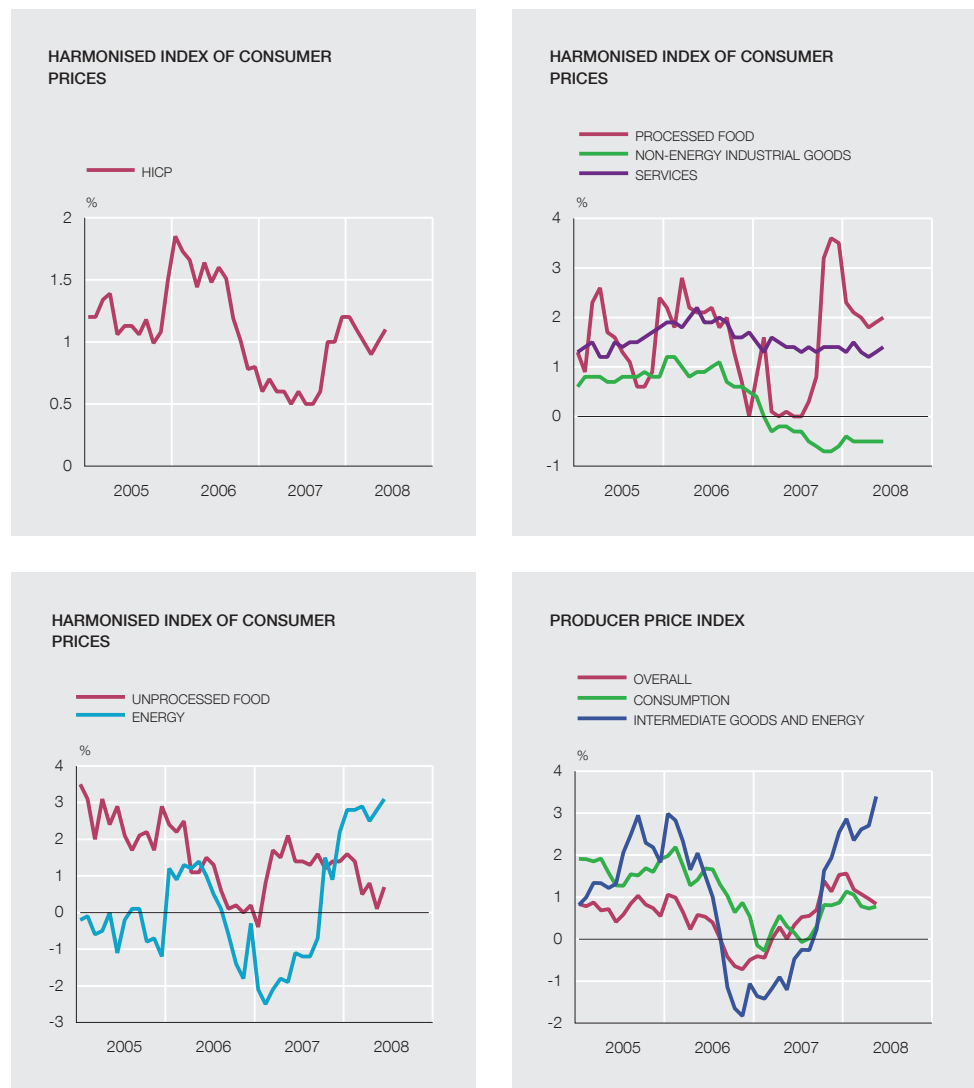 HARMONISED INDEX OF CONSUMER
PRICES
HICP
%
2
1.5
1
0.5
0
2005 2006 2007 2008
HARMONISED INDEX OF CONSUMER
PRICES
PROCESSED FOOD
NON-ENERGY INDUSTRIAL GOODS
SERVICES
%
4
3
2
1
0
-1
2005 2006 2007 2008
HARMONISED INDEX OF CONSUMER
PRICES
UNPROCESSED FOOD
ENERGY
%
4
3
2
1
0
-1
-2
-3
2005 2006 2007 2008
PRODUCER PRICE INDEX
OVERALL
CONSUMPTION
INTERMEDIATE GOODS AND ENERGY
%
4
3
2
1
0
-1
-2
2005 2006 2007 2008